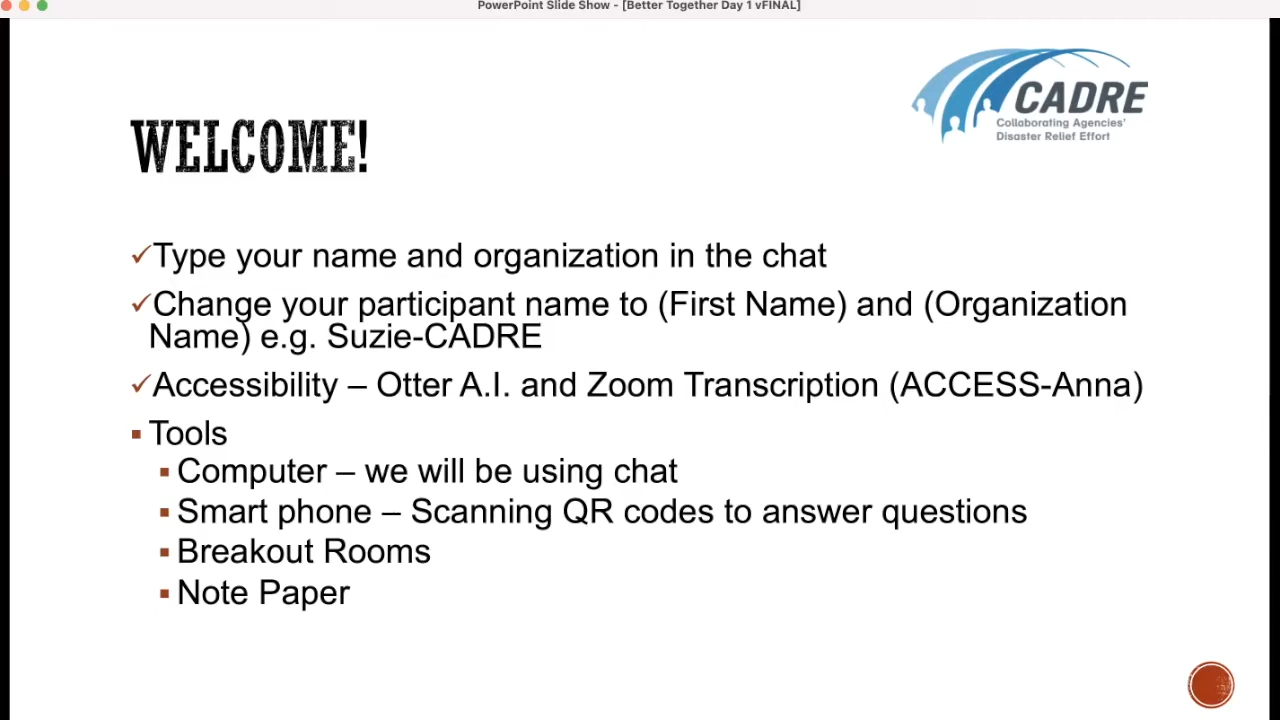 PowerPoint Slide Show - [Better Together Day 1 vFINAL]
CADRE
Collaborating Agencies'
Disaster Relief Effort
WELCOME!
✓Type your name and organization in the chat
✓Change your participant name to (First Name) and (Organization
Name) e.g. Suzie-CADRE
✓Accessibility – Otter A.I. and Zoom Transcription (ACCESS-Anna)
▪ Tools
▪ Computer – we will be using chat
▪ Smart phone – Scanning QR codes to answer questions
▪ Breakout Rooms
▪ Note Paper